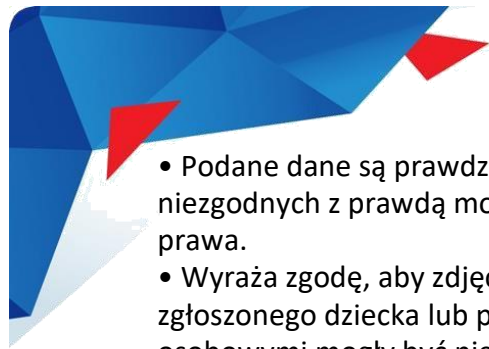 • Podane dane są
niezgodnych z prawdą
prawa.
• Wyraża zgodę, aby
zgłoszonego dziecka lub